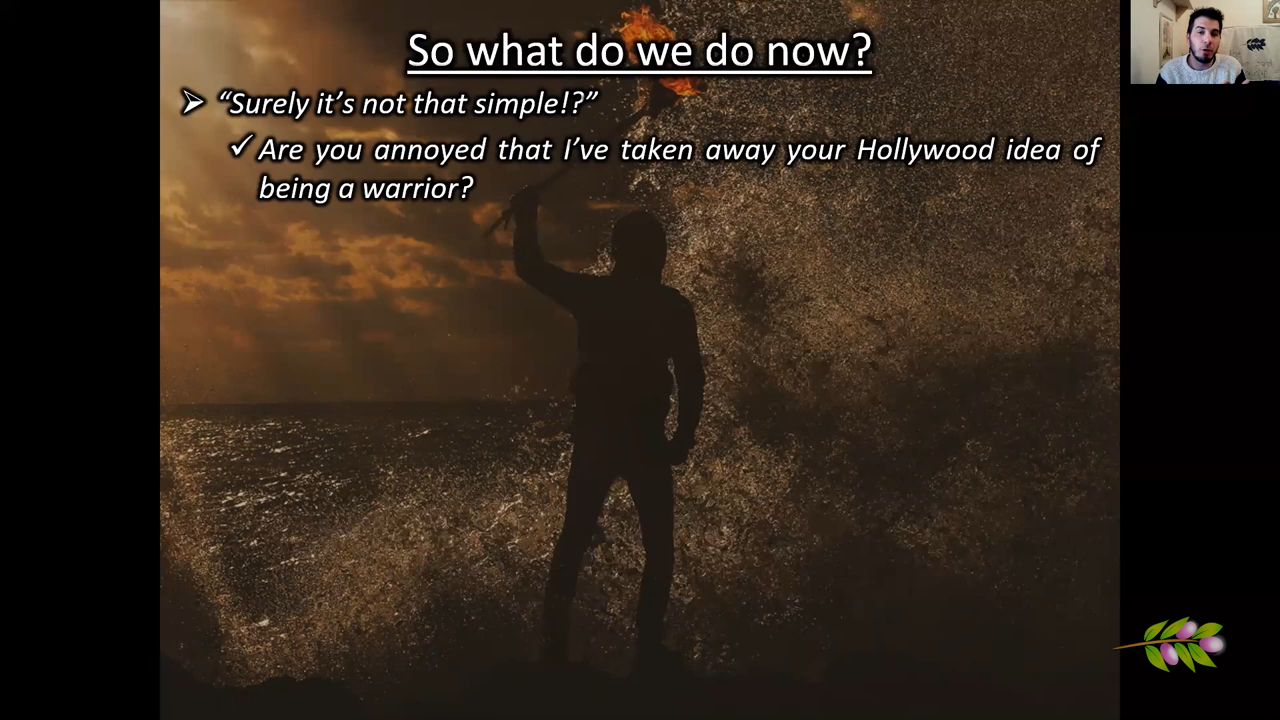 So what do we do now?
➢ “Surely it’s not that simple!?”
✓ Are you annoyed that I’ve taken away your Hollywood idea of
being a warrior?